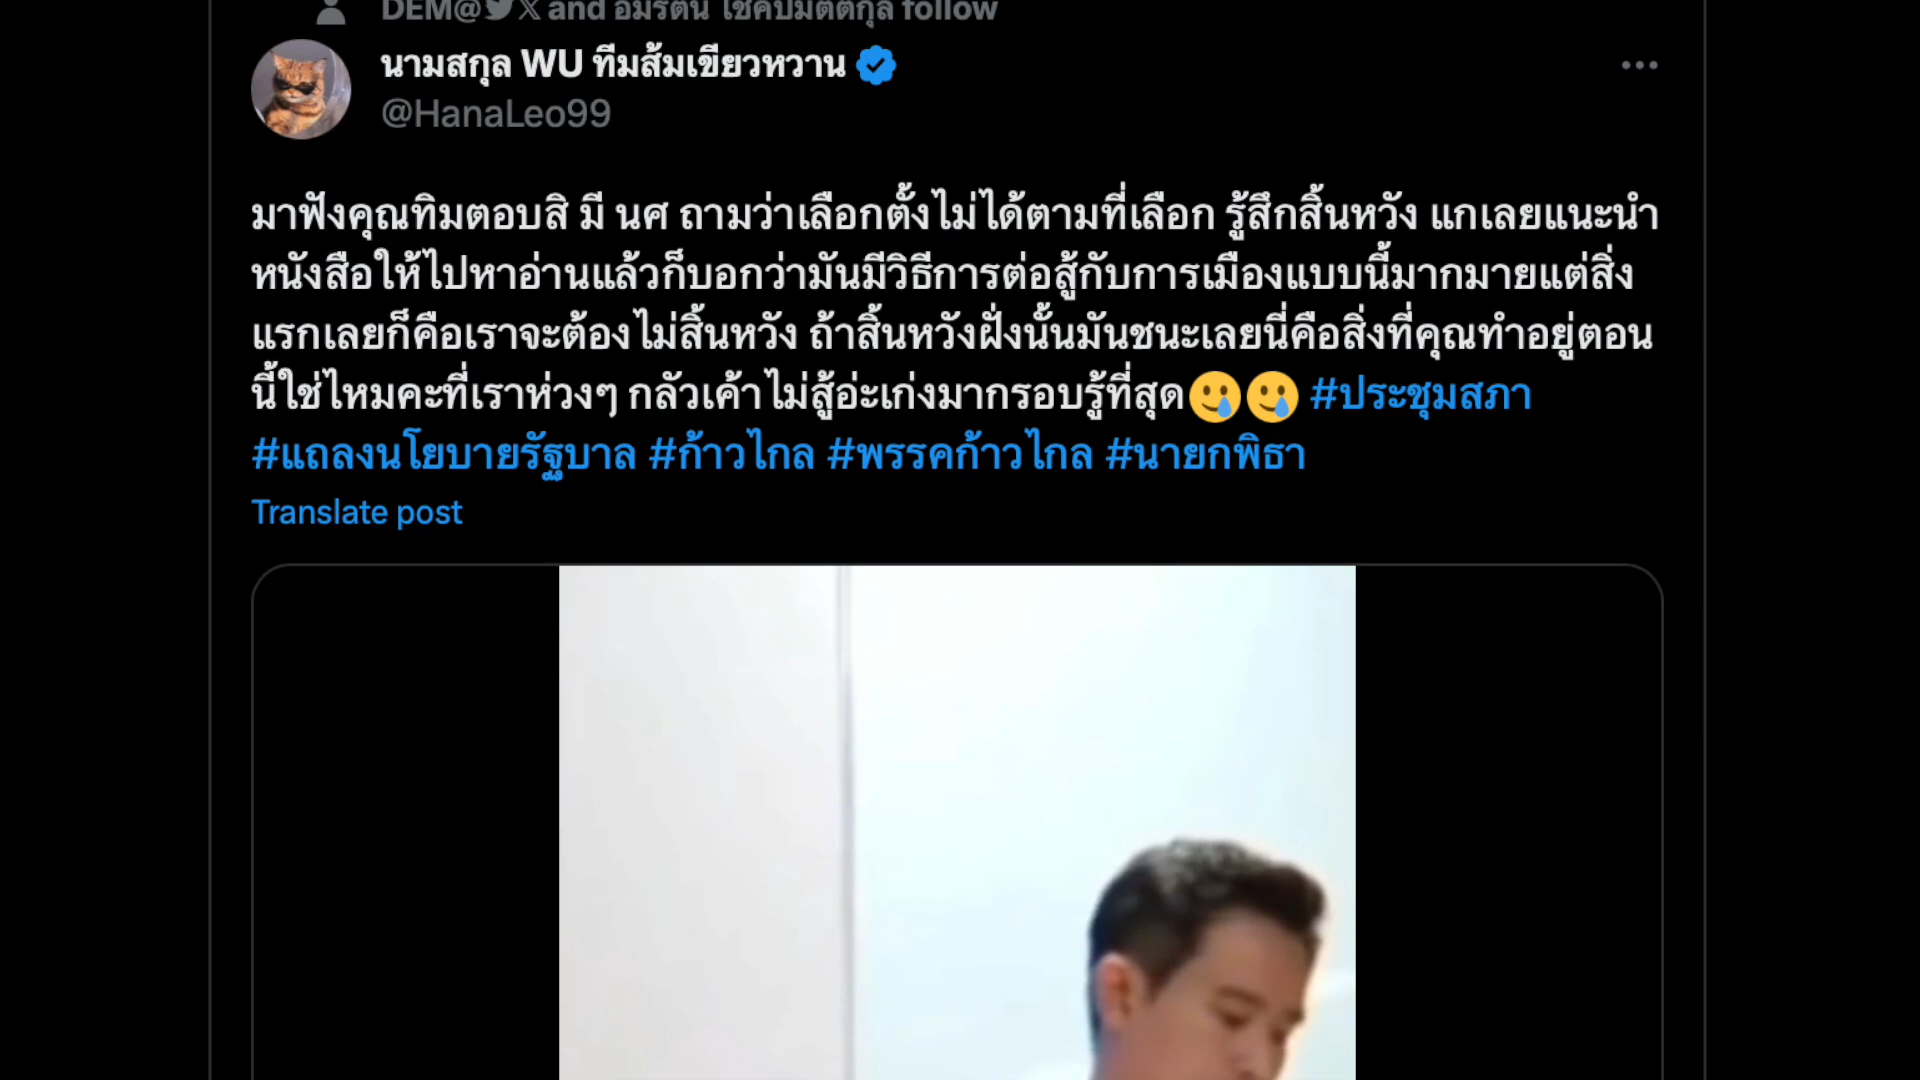 DEM@🐦X and อมรัตน์ โชคปมิตต์กุล follow
นามสกุล WU ทีมส้มเขียวหวาน
@HanaLeo99
มาฟังคุณทิมตอบสิ มี นศ ถามว่าเลือกตั้งไม่ได้ตามที่เลือก รู้สึกสิ้นหวัง แกเลยแนะนำ
หนังสือให้ไปหาอ่านแล้วก็บอกว่ามันมีวิธีการต่อสู้กับการเมืองแบบนี้มากมายแต่สิ่ง
แรกเลยก็คือเราจะต้องไม่สิ้นหวัง ถ้าสิ้นหวังฝั่งนั้นมันชนะเลยนี่คือสิ่งที่คุณทำอยู่ตอน
นี้ใช่ไหมคะที่เราห่วงๆ กลัวเค้าไม่สู้อ่ะเก่งมากรอบรู้ที่สุด🥲🥲 #ประชุมสภา
#แถลงนโยบายรัฐบาล #ก้าวไกล #พรรคก้าวไกล #นายกพิธา
Translate post